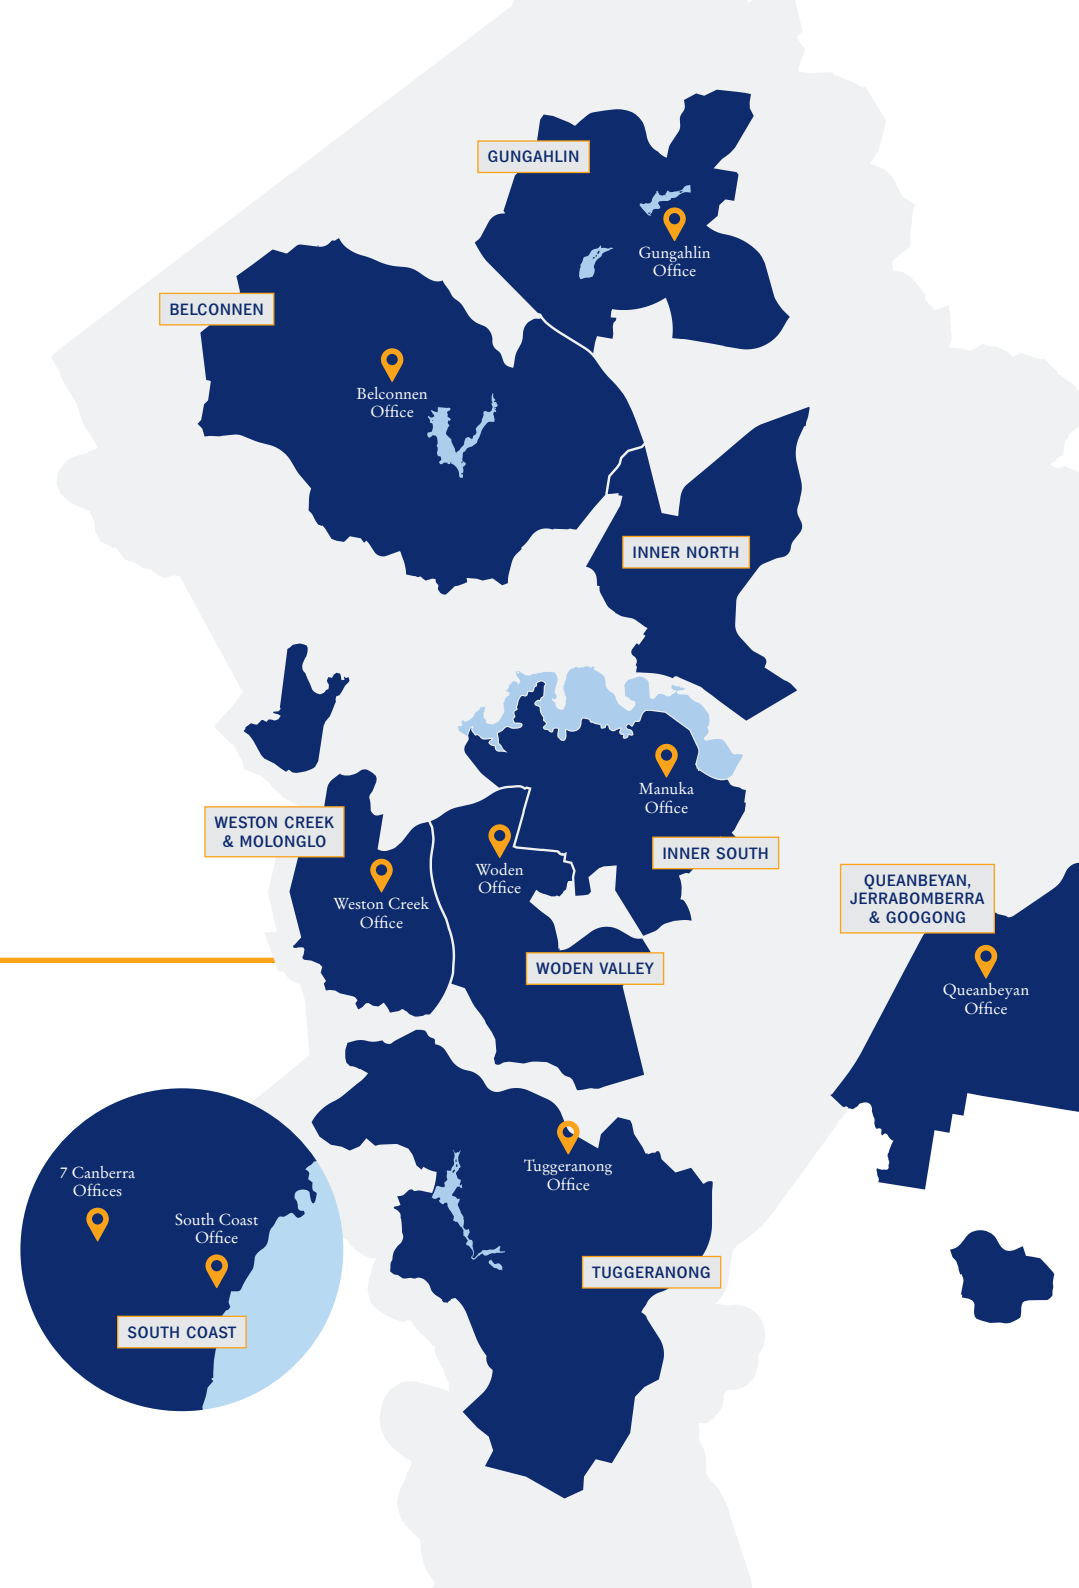 GUNGAHLIN
Gungahlin
Office
BELCONNEN
Belconnen
Office
INNER NORTH
Manuka
Office
WESTON CREEK
& MOLONGLO
INNER SOUTH
Woden
Office
Weston Creek
Office
QUEANBEYAN,
JERRABOMBERRA
& GOOGONG
WODEN VALLEY
Queanbeyan
Office
Tuggeranong
Office
7 Canberra
Offices
South Coast
Office
TUGGERANONG
SOUTH COAST